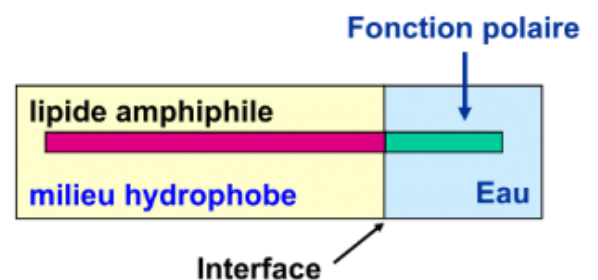 Fonction polaire
lipide amphiphile
milieu hydrophobe
Eau
Interface